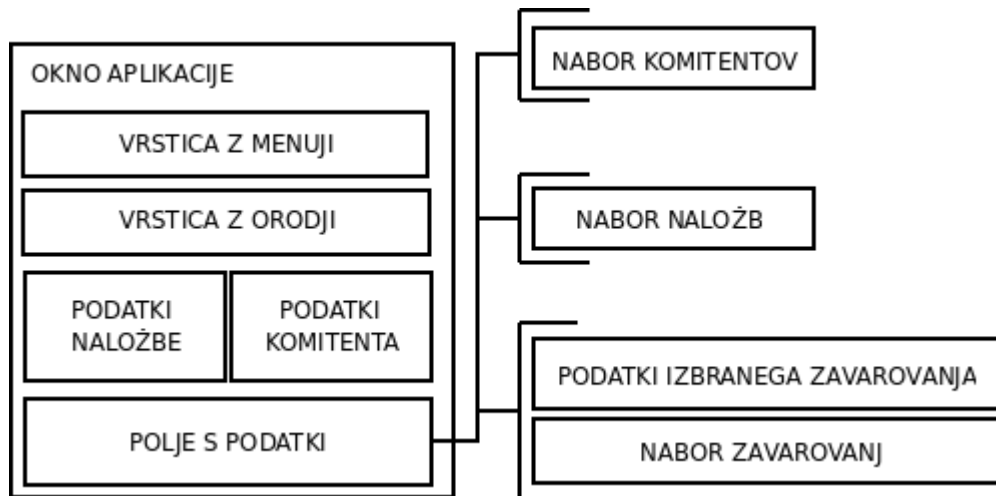 OKNO APLIKACIJE
VRSTICA Z MENUJI
VRSTICA Z ORODJI
PODATKI
NALOŽBE
PODATKI
KOMITENTA
POLJE S PODATKI
NABOR KOMITENTOV
NABOR NALOŽB
PODATKI IZBRANEGA ZAVAROVANJA
NABOR ZAVAROVANJ